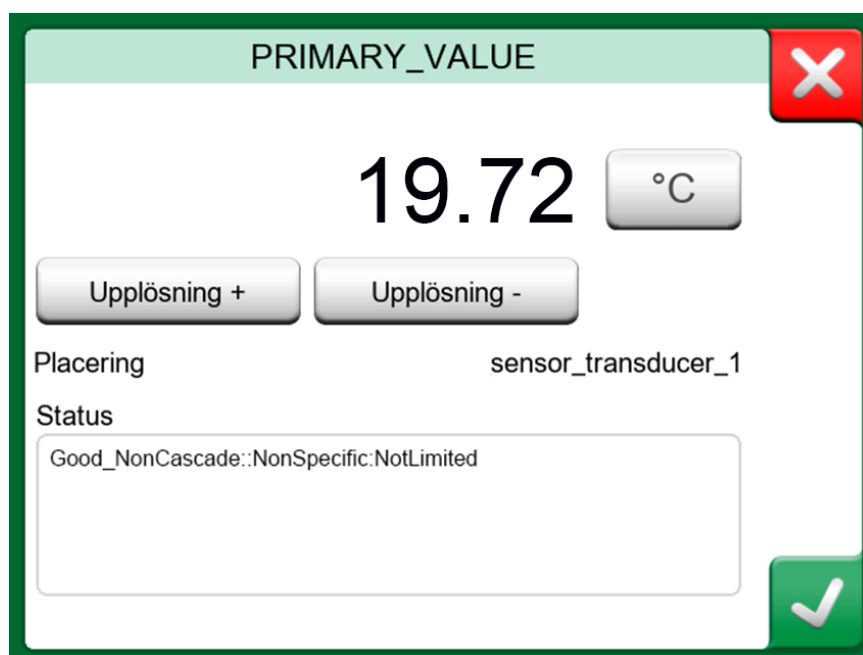 PRIMARY_VALUE
19.72 °C
Upplösning + Upplösning -
Placering sensor_transducer_1
Status
Good_NonCascade::NonSpecific:NotLimited